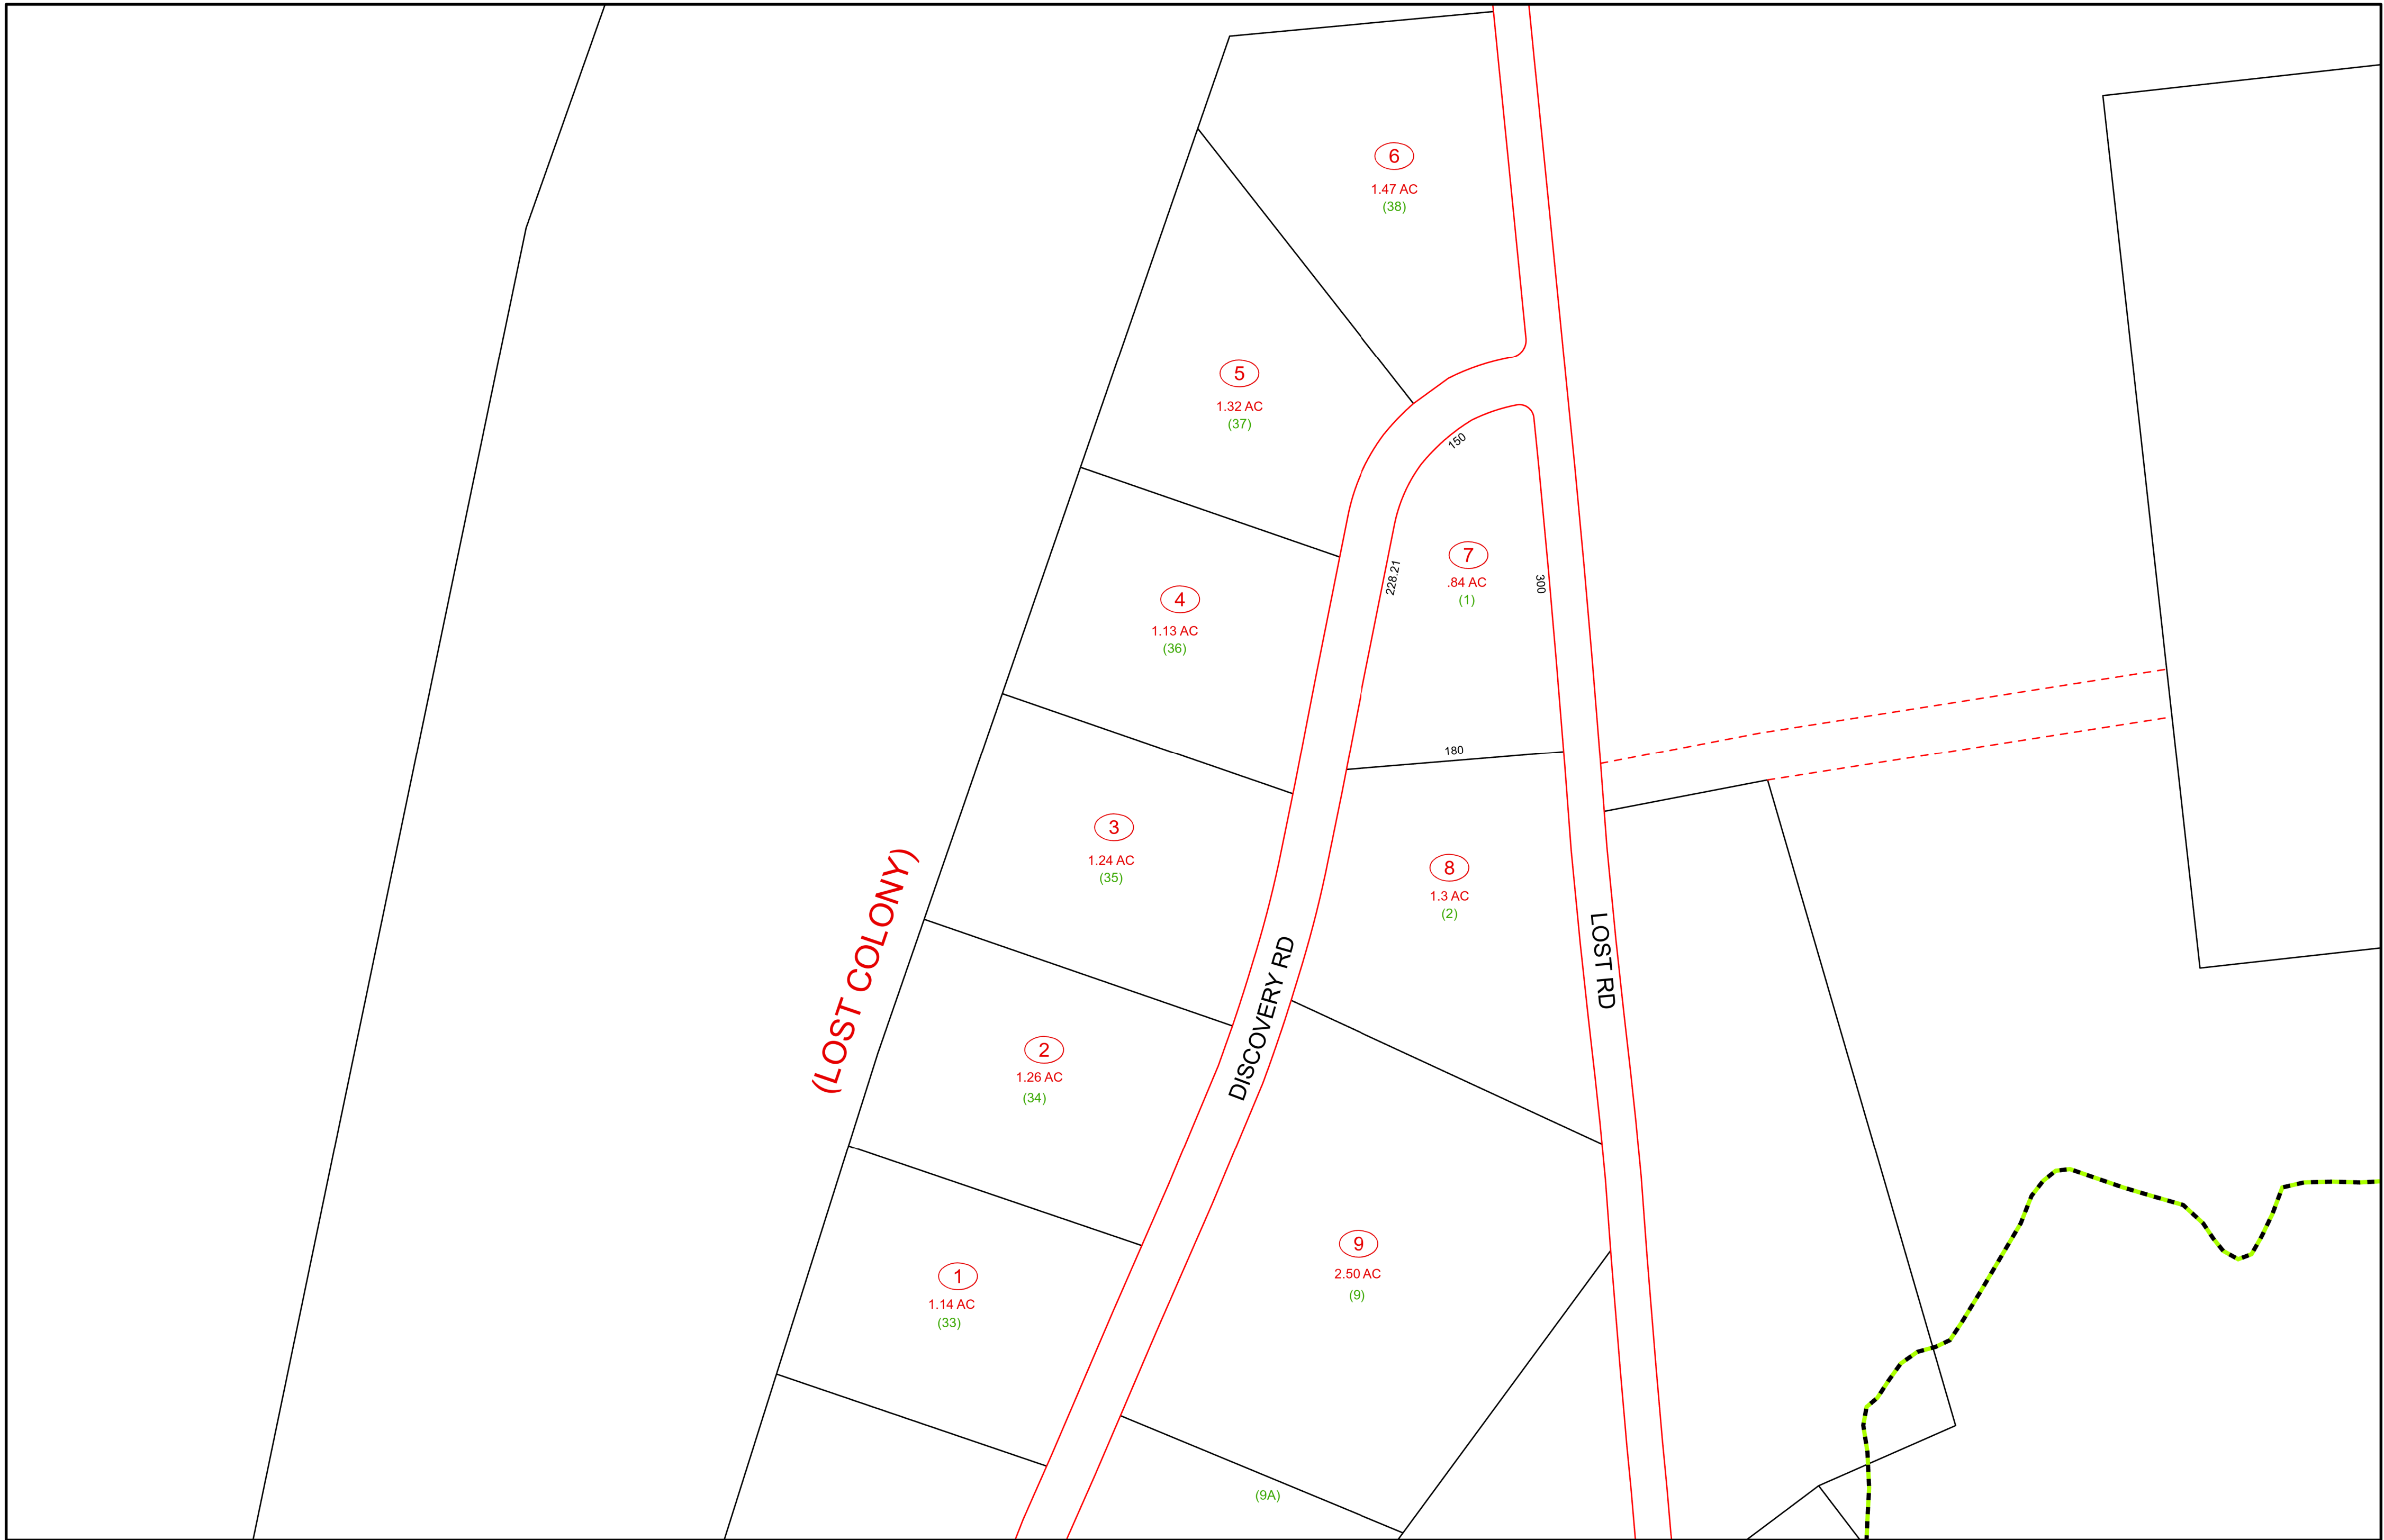 6
1.47 AC
(38)
5
1.32 AC
(37)
150
7
.84 AC
(1)
228.21
300
4
1.13 AC
(36)
180
3
1.24 AC
(35)
8
1.3 AC
(2)
(LOST COLONY)
DISCOVERY RD
LOST RD
2
1.26 AC
(34)
9
2.50 AC
(9)
1
1.14 AC
(33)
(9A)